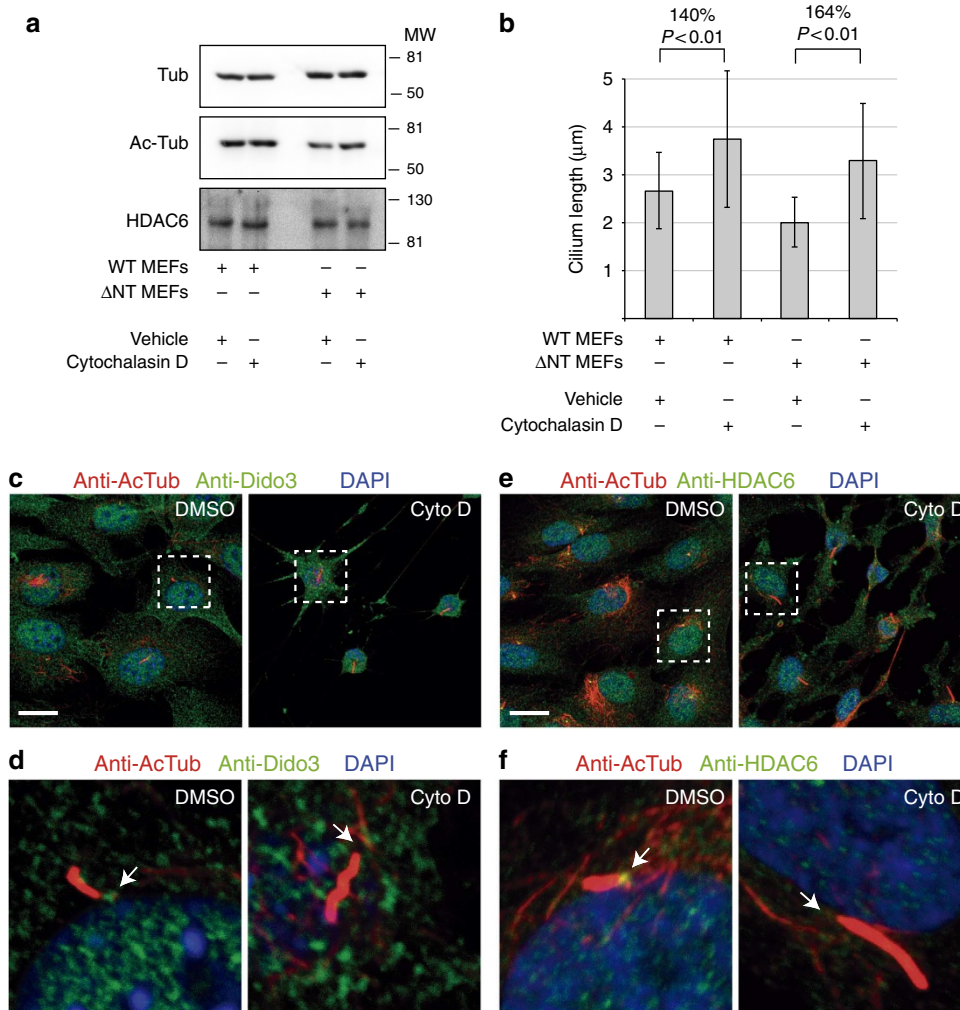 a
MW
Tub
– 81
– 50
Ac-Tub
– 81
– 50
HDAC6
– 130
– 81
WT MEFs + + – –
ΔNT MEFs – – + +
Vehicle + – + –
Cytochalasin D – + – +
b
140% 164%
P<0.01 P<0.01
Cilium length (μm)
5
4
3
2
1
WT MEFs + + – –
ΔNT MEFs – – + +
Vehicle + – + –
Cytochalasin D – + – +
c Anti-AcTub Anti-Dido3 DAPI
DMSO Cyto D
e Anti-AcTub Anti-HDAC6 DAPI
DMSO Cyto D
d Anti-AcTub Anti-Dido3 DAPI
DMSO Cyto D
f Anti-AcTub Anti-HDAC6 DAPI
DMSO Cyto D